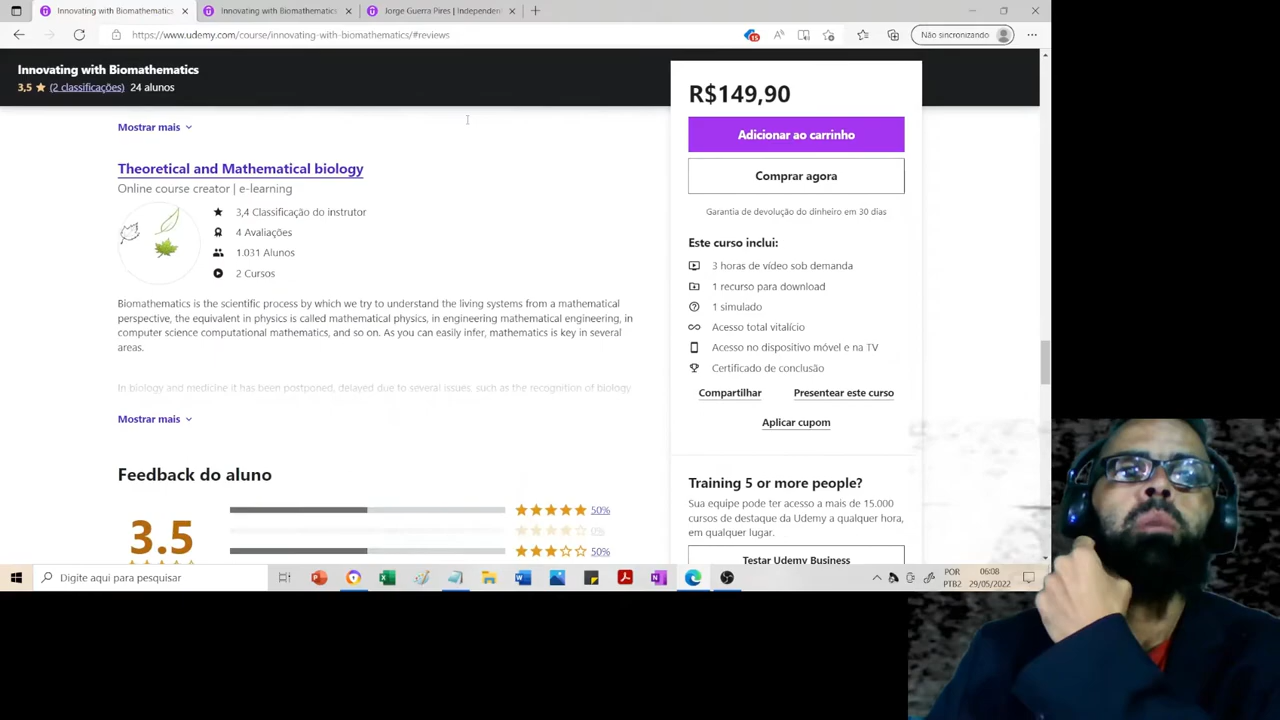 Innovating with Biomathematics
Innovating with Biomathematics
Jorge Guerra Pires | Independen
https://www.udemy.com/course/innovating-with-biomathematics/#reviews
15
Não sincronizando
Innovating with Biomathematics
3,5 ★ (2 classificações) 24 alunos
Mostrar mais
Theoretical and Mathematical biology
Online course creator | e-learning
3,4 Classificação do instrutor
4 Avaliações
1.031 Alunos
2 Cursos
Biomathematics is the scientific process by which we try to understand the living systems from a mathematical
perspective, the equivalent in physics is called mathematical physics, in engineering mathematical engineering, in
computer science computational mathematics, and so on. As you can easily infer, mathematics is key in several
areas.
In biology and medicine it has been postponed, delayed due to several issues, such as the recognition of biology.
Mostrar mais
Feedback do aluno
3.5
50%
0%
50%
R$149,90
Adicionar ao carrinho
Comprar agora
Garantia de devolução do dinheiro em 30 dias
Este curso inclui:
3 horas de vídeo sob demanda
1 recurso para download
1 simulado
Acesso total vitalício
Acesso no dispositivo móvel e na TV
Certificado de conclusão
Compartilhar
Presentear este curso
Aplicar cupom
Training 5 or more people?
Sua equipe pode ter acesso a mais de 15.000
cursos de destaque da Udemy a qualquer hora,
em qualquer lugar.
Testar Udemy Business
Digite aqui para pesquisar
POR
PTB2
06:08
29/05/2022